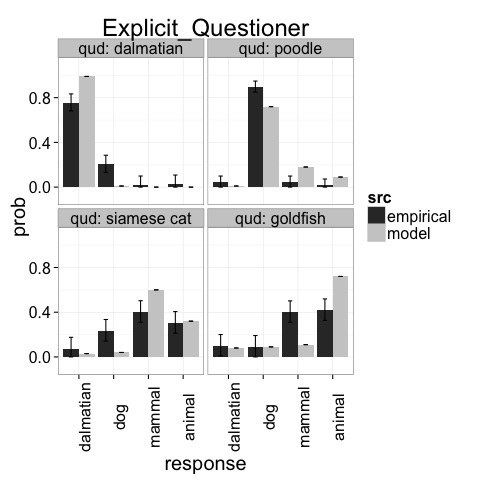 Explicit_Questioner
qud: dalmatian
qud: poodle
0.8
0.4
0.0
qud: siamese cat
qud: goldfish
0.8
0.4
0.0
prob
dalmatian
dog
mammal
animal
dalmatian
dog
mammal
animal
response
src
empirical
model